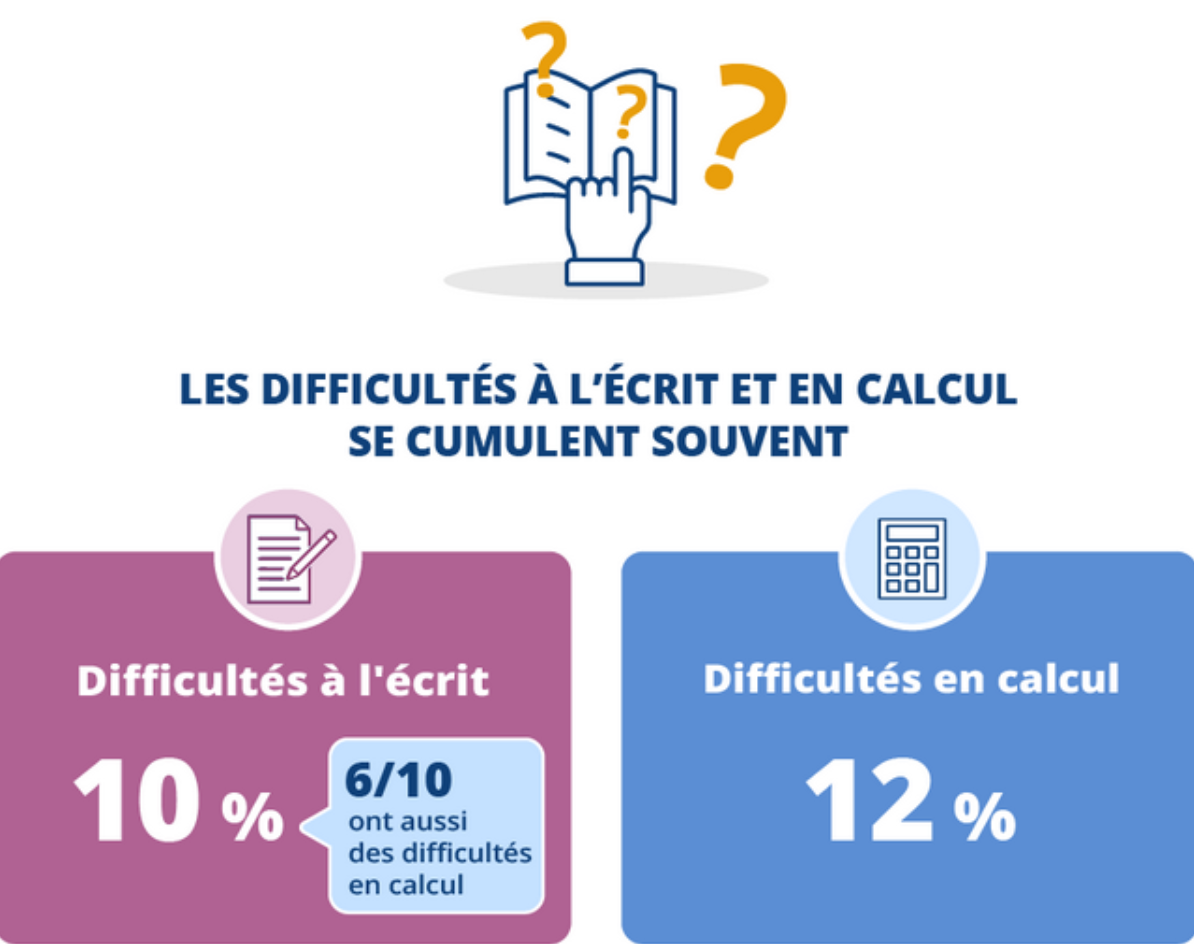 LES DIFFICULTÉS À L’ÉCRIT ET EN CALCUL
SE CUMULENT SOUVENT
Difficultés à l'écrit
10 %
6/10
ont aussi
des difficultés
en calcul
Difficultés en calcul
12 %